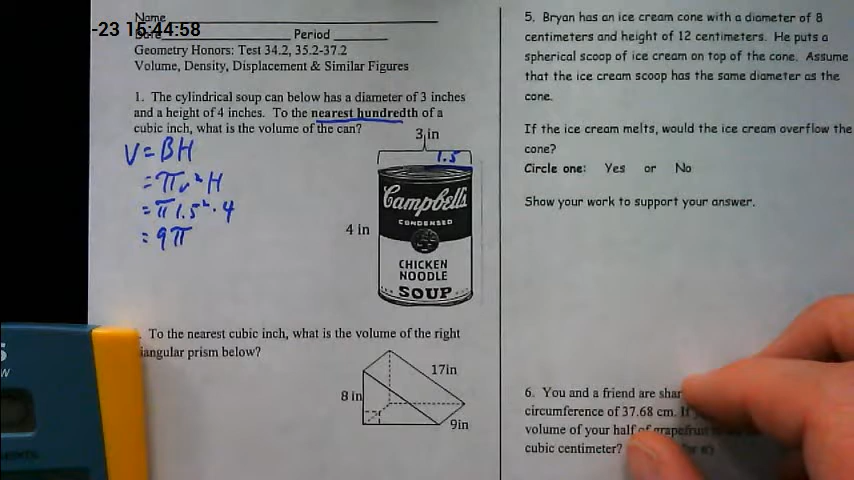 -23 15:44:58
Name
Period
Geometry Honors: Test 34.2, 35.2-37.2
Volume, Density, Displacement & Similar Figures
1. The cylindrical soup can below has a diameter of 3 inches
and a height of 4 inches. To the nearest hundredth of a
cubic inch, what is the volume of the can?
V = BH
= πr²H
= π1.5²·4
= 9π
3 in
1.5
4 in
Campbell's
CONDENSED
CHICKEN
NOODLE
SOUP
To the nearest cubic inch, what is the volume of the right
iangular prism below?
17in
8 in
9in
5. Bryan has an ice cream cone with a diameter of 8
centimeters and height of 12 centimeters. He puts a
spherical scoop of ice cream on top of the cone. Assume
that the ice cream scoop has the same diameter as the
cone.
If the ice cream melts, would the ice cream overflow the
cone?
Circle one: Yes or No
Show your work to support your answer.
6. You and a friend are shar
circumference of 37.68 cm. If
volume of your half of grapefruit
cubic centimeter?